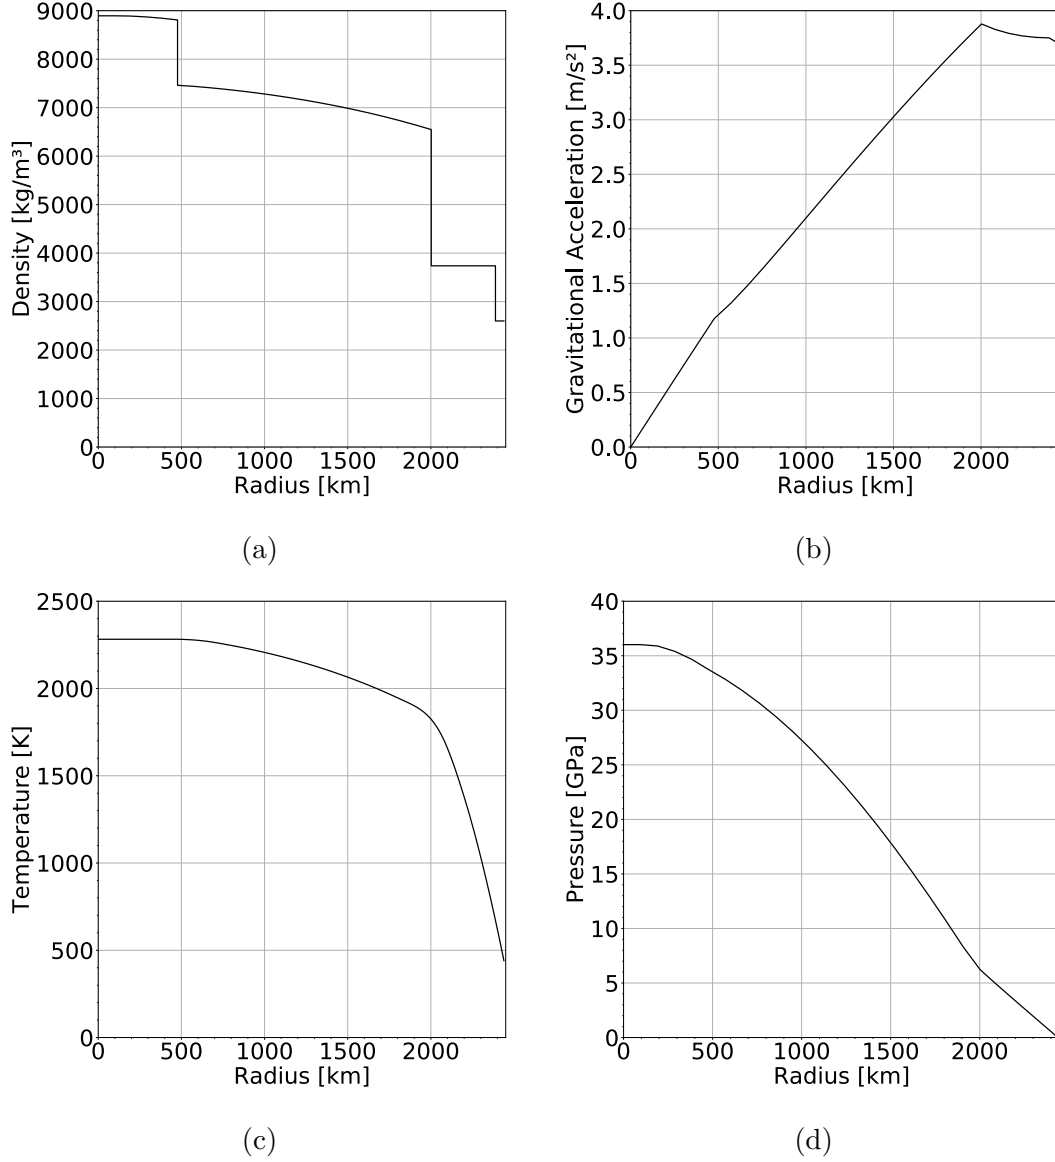 9000
8000
7000
6000
5000
4000
3000
2000
1000
0
Density [kg/m³]
0 500 1000 1500 2000
Radius [km]
(a)
4.0
3.5
3.0
2.5
2.0
1.5
1.0
0.5
0.0
Gravitational Acceleration [m/s²]
0 500 1000 1500 2000
Radius [km]
(b)
2500
2000
1500
1000
500
0
Temperature [K]
0 500 1000 1500 2000
Radius [km]
(c)
40
35
30
25
20
15
10
5
0
Pressure [GPa]
0 500 1000 1500 2000
Radius [km]
(d)